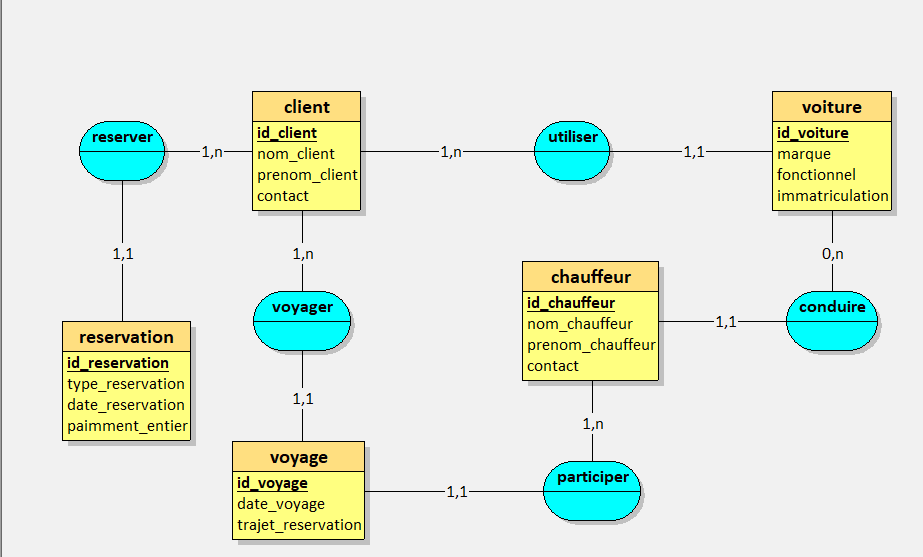 client
id_client
nom_client
prenom_client
contact
voiture
id_voiture
marque
fonctionnel
immatriculation
reserver
1,n
1,n
utiliser
1,1
1,1
1,n
0,n
chauffeur
id_chauffeur
nom_chauffeur
prenom_chauffeur
contact
voyager
1,1
conduire
reservation
id_reservation
type_reservation
date_reservation
paimment_entier
1,1
1,n
voyage
id_voyage
date_voyage
trajet_reservation
1,1
participer